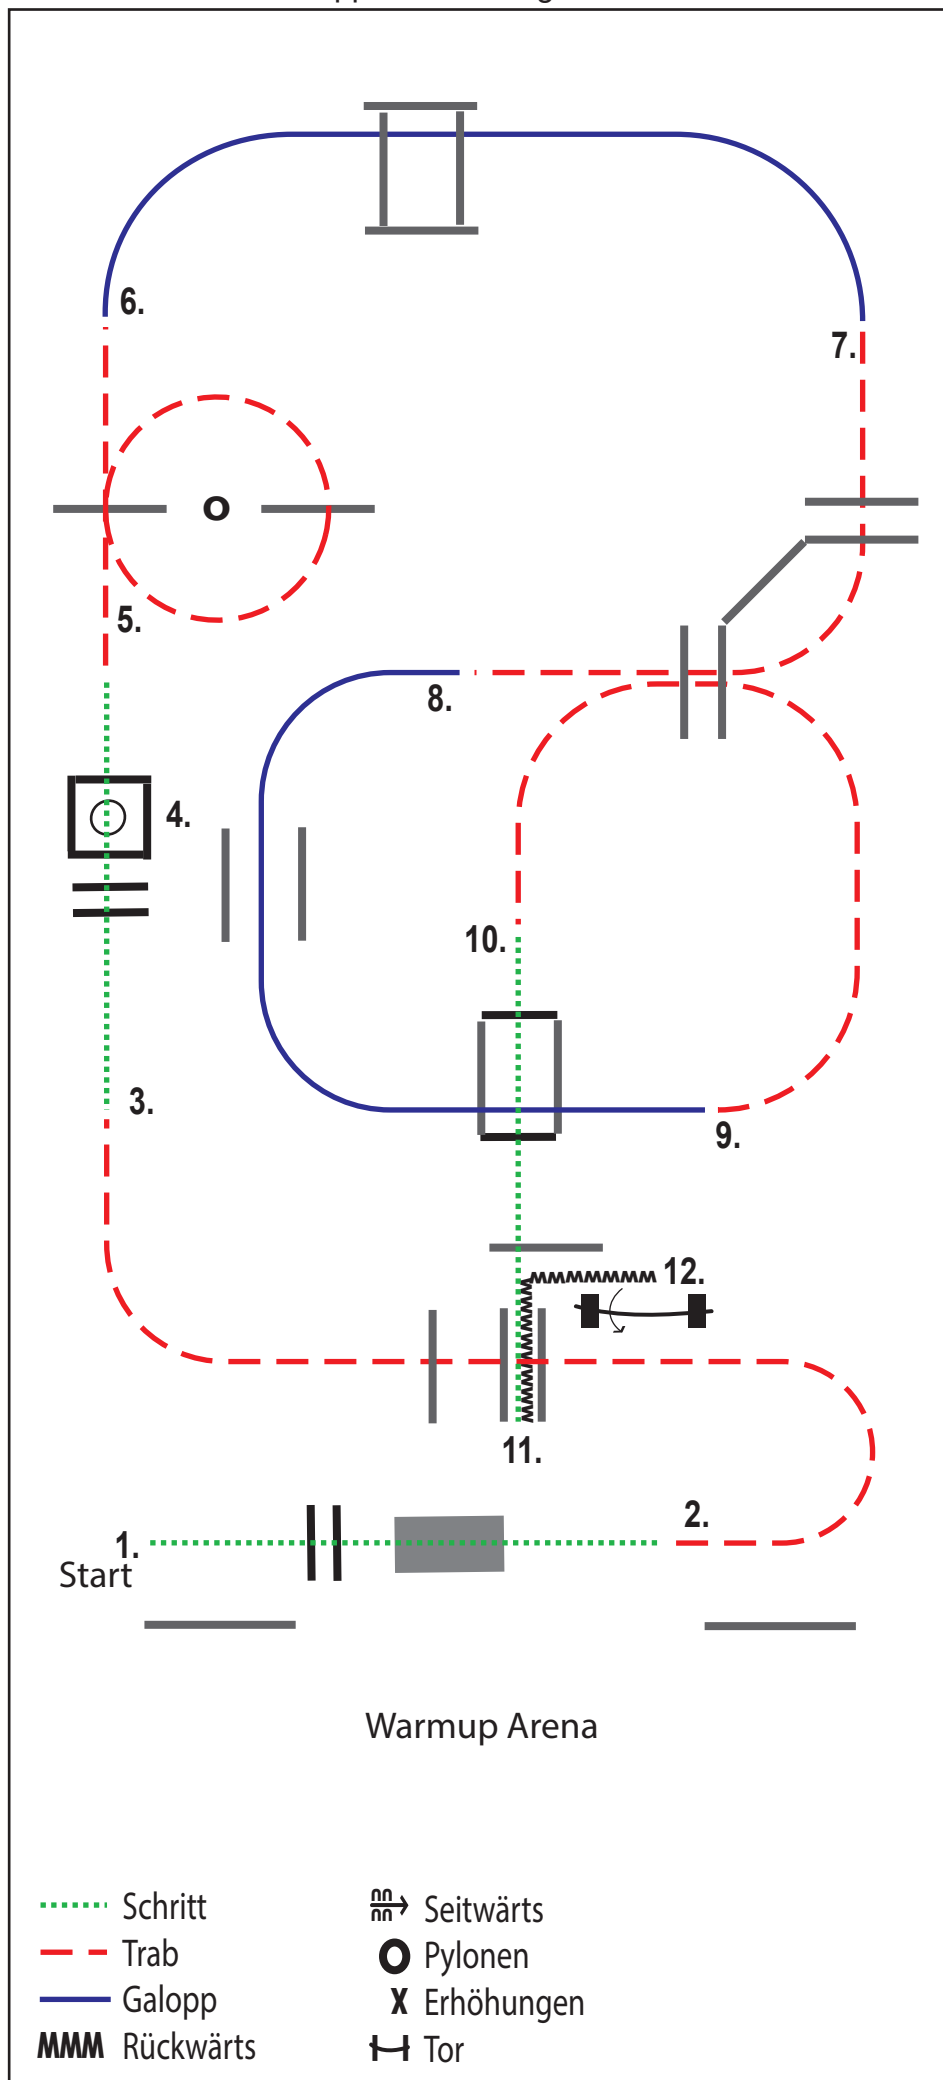 6.
7.
O
5.
8.
4.
10.
3.
9.
12.
11.
2.
1.
Start
Warmup Arena
Schritt
Seitwärts
Trab
Pylonen
Galopp
X Erhöhungen
MMM Rückwärts
Tor